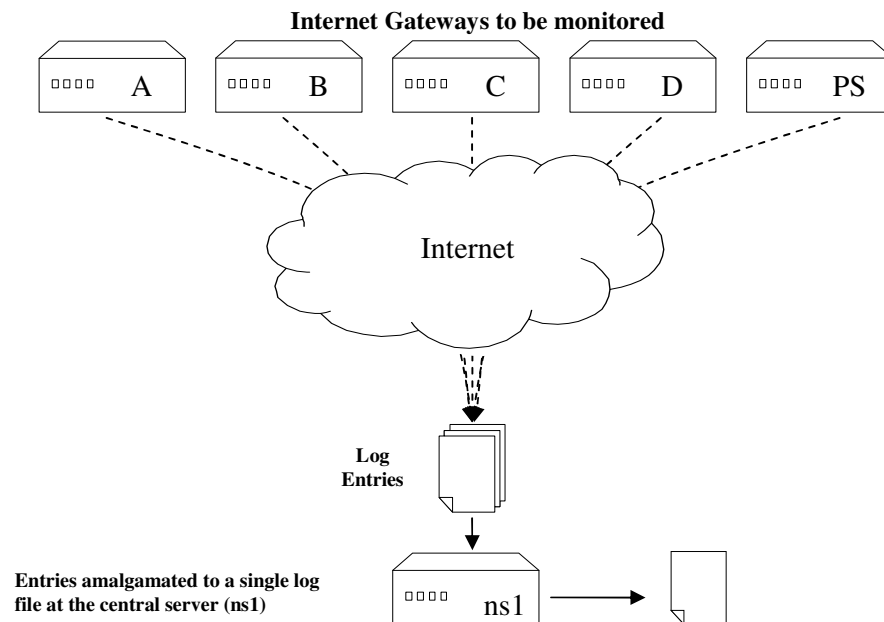 Internet Gateways to be monitored
A B C D PS
Internet
Log
Entries
Entries amalgamated to a single log
file at the central server (ns1)
ns1